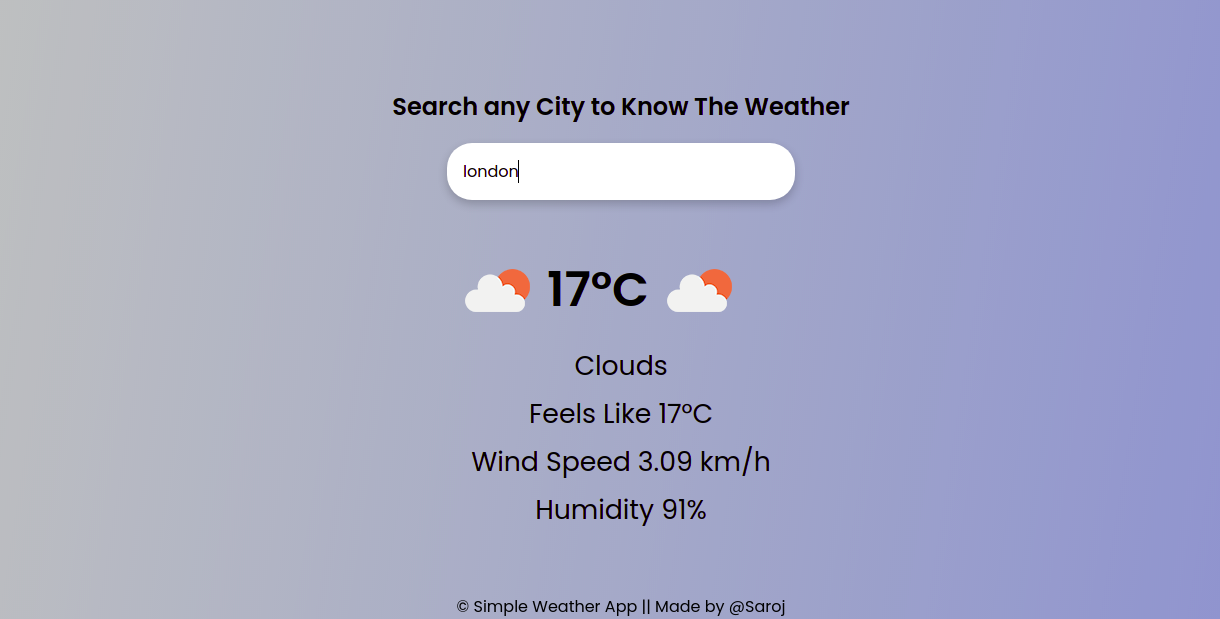 Search any City to Know The Weather
london
17°C
Clouds
Feels Like 17°C
Wind Speed 3.09 km/h
Humidity 91%
© Simple Weather App || Made by @Saroj